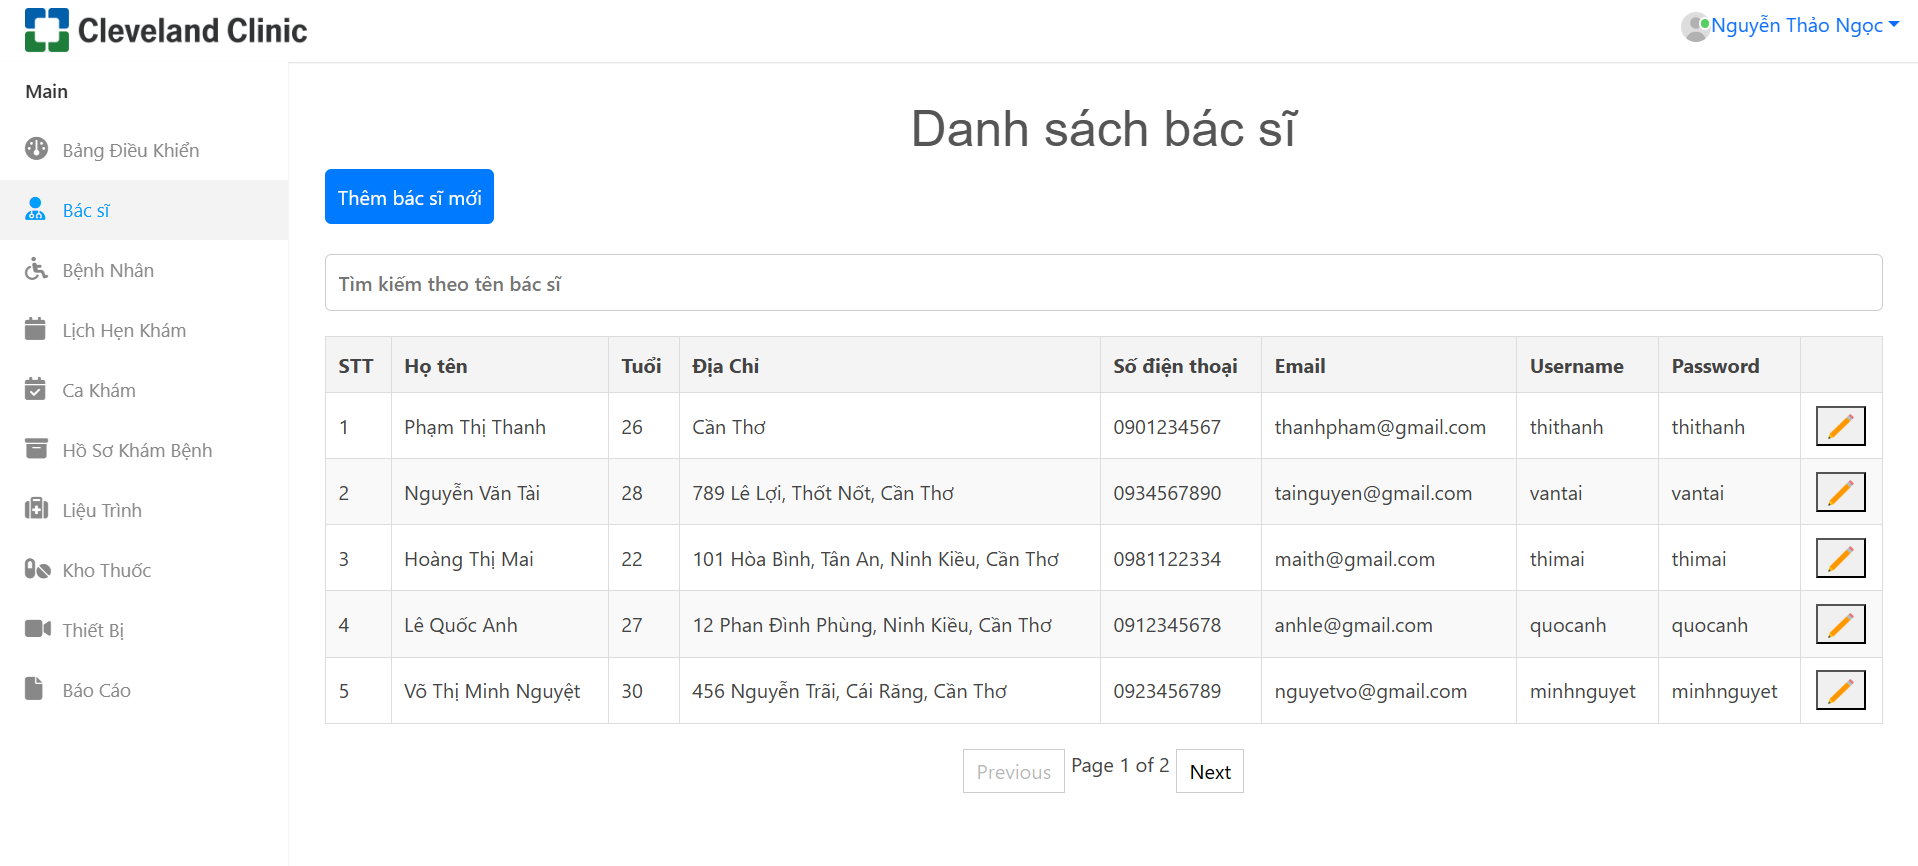 Cleveland Clinic
Nguyễn Thảo Ngọc
Main
Bảng Điều Khiển
Bác sĩ
Bệnh Nhân
Lịch Hẹn Khám
Ca Khám
Hồ Sơ Khám Bệnh
Liệu Trình
Kho Thuốc
Thiết Bị
Báo Cáo
Danh sách bác sĩ
Thêm bác sĩ mới
Tìm kiếm theo tên bác sĩ
STT Họ tên Tuổi Địa Chỉ Số điện thoại Email Username Password
1 Phạm Thị Thanh 26 Cần Thơ 0901234567 thanhpham@gmail.com thithanh thithanh
2 Nguyễn Văn Tài 28 789 Lê Lợi, Thốt Nốt, Cần Thơ 0934567890 tainguyen@gmail.com vantai vantai
3 Hoàng Thị Mai 22 101 Hòa Bình, Tân An, Ninh Kiều, Cần Thơ 0981122334 maith@gmail.com thimai thimai
4 Lê Quốc Anh 27 12 Phan Đình Phùng, Ninh Kiều, Cần Thơ 0912345678 anhle@gmail.com quocanh quocanh
5 Võ Thị Minh Nguyệt 30 456 Nguyễn Trãi, Cái Răng, Cần Thơ 0923456789 nguyetvo@gmail.com minhnguyet minhnguyet
Previous Page 1 of 2 Next